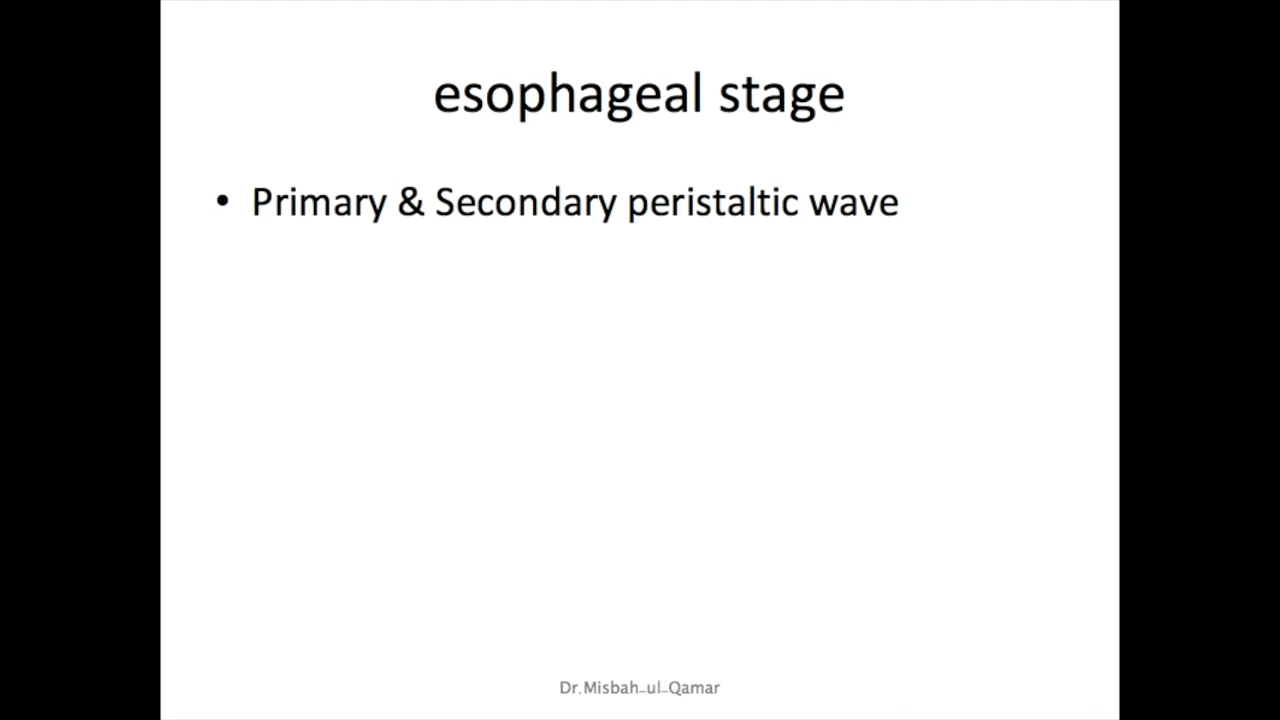 esophageal stage
• Primary & Secondary peristaltic wave
Dr.Misbah-ul-Qamar